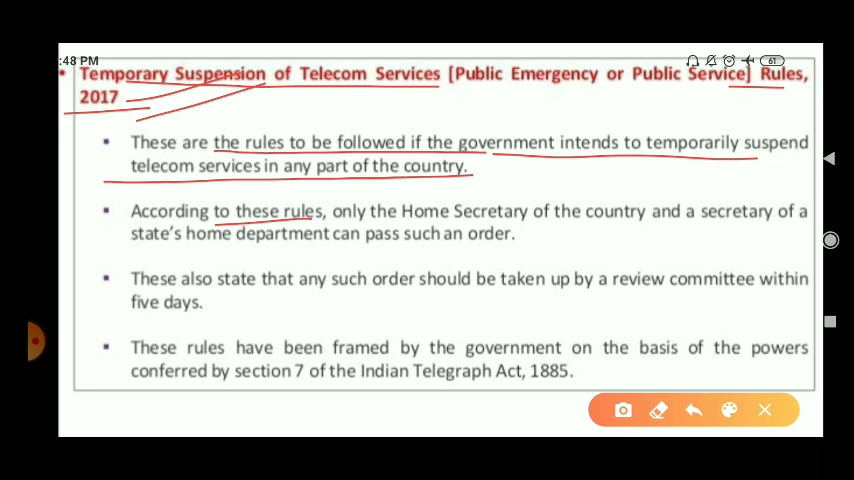 :48 PM
61
• Temporary Suspension of Telecom Services [Public Emergency or Public Service] Rules,
2017
▪ These are the rules to be followed if the government intends to temporarily suspend
telecom services in any part of the country.
▪ According to these rules, only the Home Secretary of the country and a secretary of a
state's home department can pass such an order.
▪ These also state that any such order should be taken up by a review committee within
five days.
▪ These rules have been framed by the government on the basis of the powers
conferred by section 7 of the Indian Telegraph Act, 1885.